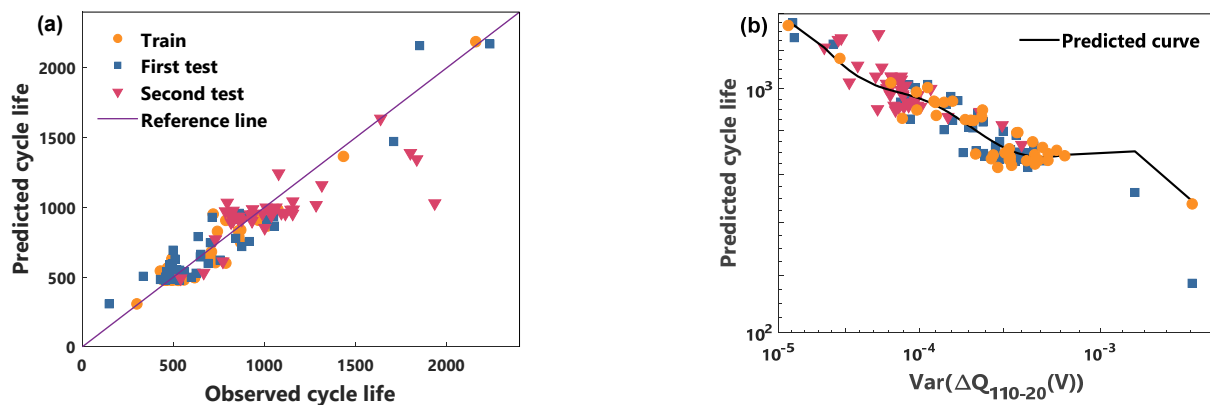 (a)
Train
First test
Second test
Reference line
Predicted cycle life
2000
1500
1000
500
0
0 500 1000 1500 2000
Observed cycle life
(b)
Predicted curve
Predicted cycle life
10³
10²
10⁻⁵ 10⁻⁴ 10⁻³
Var(ΔQ₁₁₀₋₂₀(V))